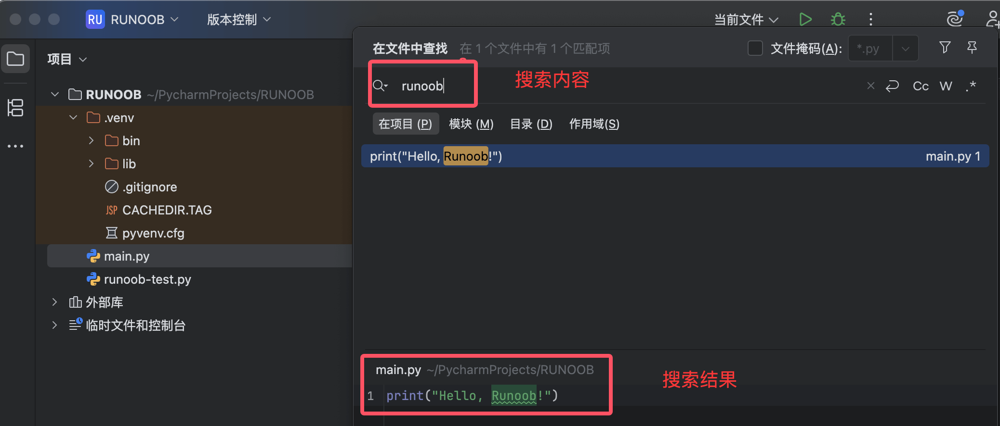 RU RUNOOB 版本控制 当前文件
项目
RUNOOB ~/PycharmProjects/RUNOOB
.venv
bin
lib
.gitignore
JSP CACHEDIR.TAG
pyvenv.cfg
main.py
runoob-test.py
外部库
临时文件和控制台
在文件中查找 在 1 个文件中有 1 个匹配项 文件掩码(A): *.py
runoob 搜索内容 Cc W .*
在项目 (P) 模块 (M) 目录 (D) 作用域(S)
print("Hello, Runoob!") main.py 1
main.py ~/PycharmProjects/RUNOOB
搜索结果
1 print("Hello, Runoob!")